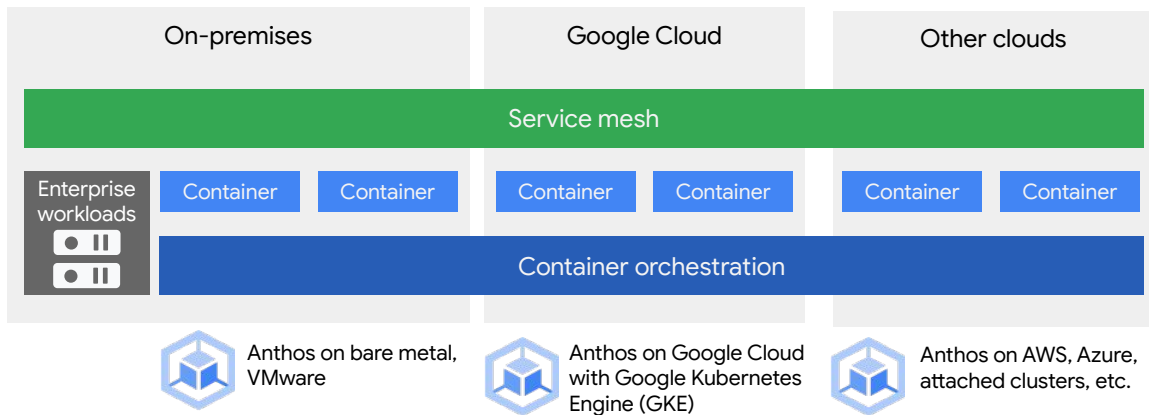 On-premises
Google Cloud
Other clouds
Service mesh
Enterprise
workloads
Container
Container
Container
Container
Container
Container
Container orchestration
Anthos on bare metal,
VMware
Anthos on Google Cloud
with Google Kubernetes
Engine (GKE)
Anthos on AWS, Azure,
attached clusters, etc.